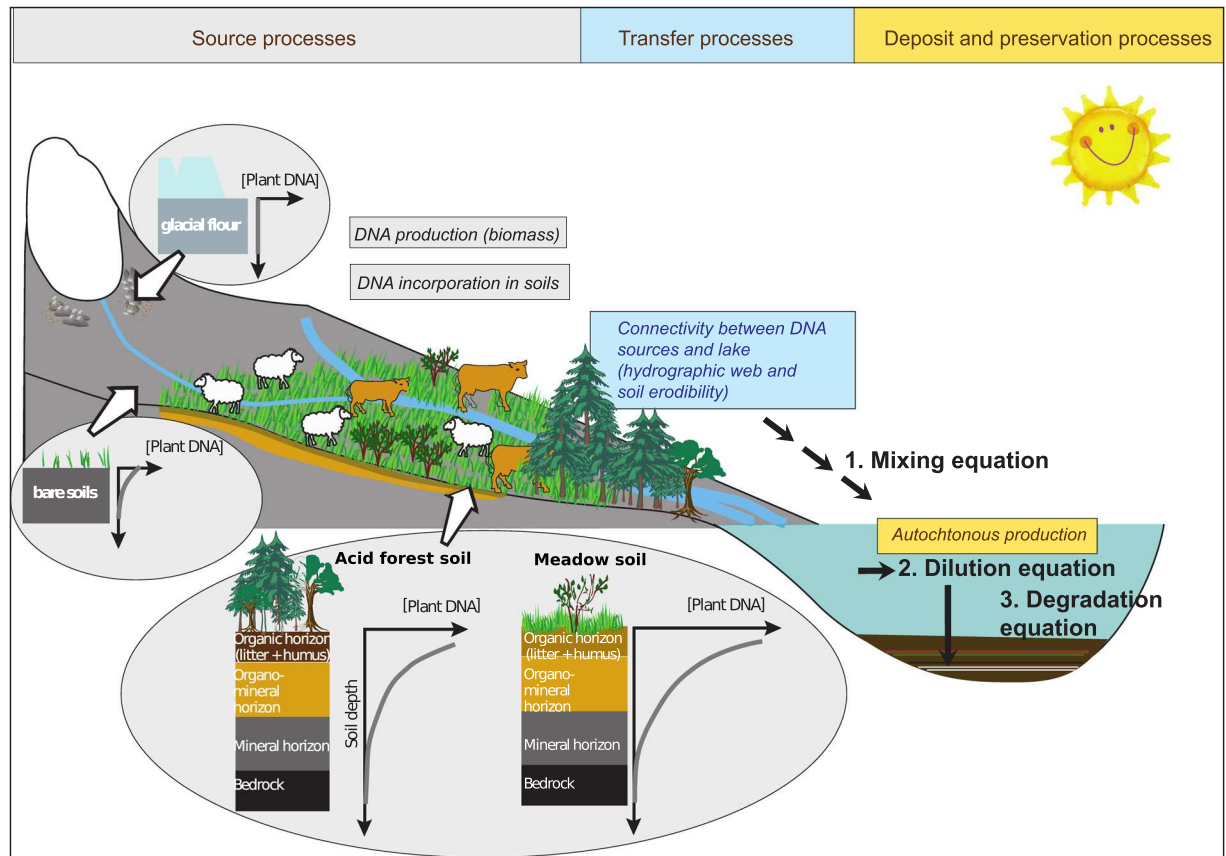 Source processes
Transfer processes
Deposit and preservation processes
[Plant DNA]
glacial flour
DNA production (biomass)
DNA incorporation in soils
Connectivity between DNA
sources and lake
(hydrographic web and
soil erodibility)
[Plant DNA]
bare soils
1. Mixing equation
Autochtonous production
2. Dilution equation
3. Degradation
equation
Acid forest soil
[Plant DNA]
Organic horizon
(litter + humus)
Organo-
mineral
horizon
Mineral horizon
Bedrock
Soil depth
Meadow soil
[Plant DNA]
Organic horizon
(litter + humus)
Organo-
mineral
horizon
Mineral horizon
Bedrock